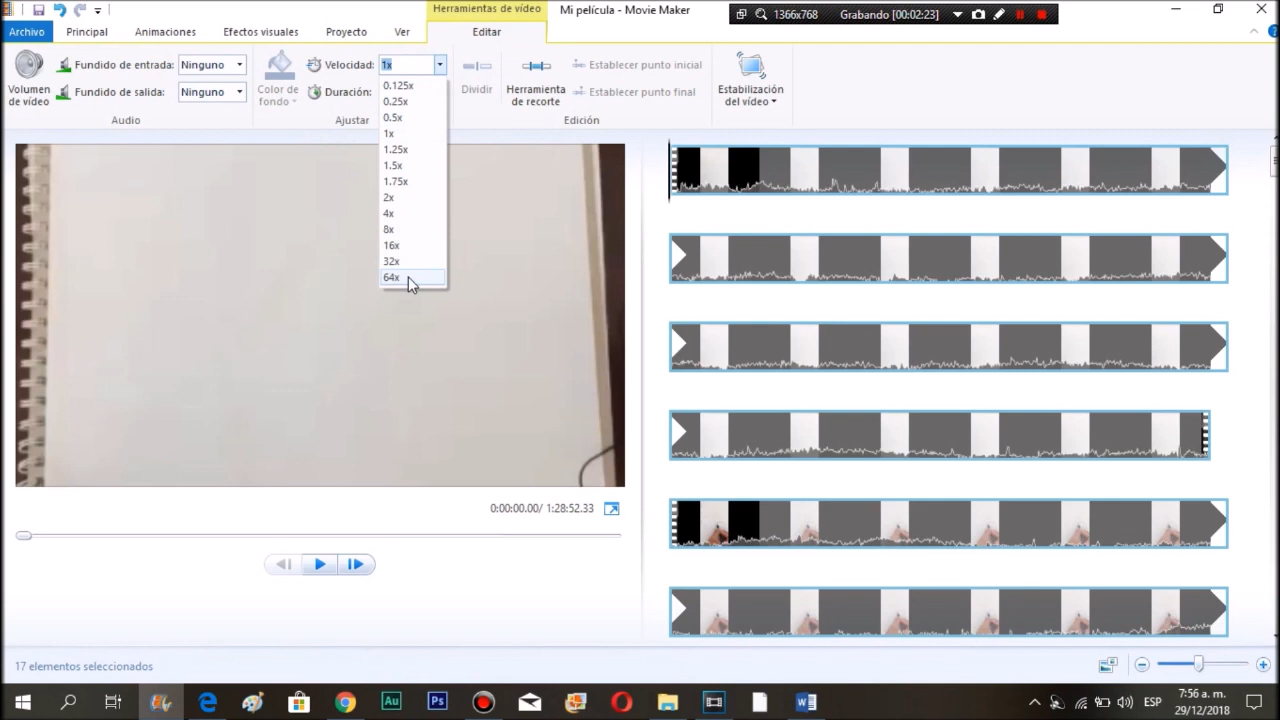 Herramientas de vídeo
Mi película - Movie Maker
1366x768 Grabando [00:02:23]
Archivo Principal Animaciones Efectos visuales Proyecto Ver Editar
Volumen de vídeo
Fundido de entrada: Ninguno
Fundido de salida: Ninguno
Audio
Color de fondo
Velocidad: 1x
Duración:
Ajustar
0.125x
0.25x
0.5x
1x
1.25x
1.5x
1.75x
2x
4x
8x
16x
32x
64x
Dividir
Herramienta de recorte
Establecer punto inicial
Establecer punto final
Edición
Estabilización del vídeo
0:00:00.00/ 1:28:52.33
17 elementos seleccionados
Au
Ps
ESP
7:56 a. m.
29/12/2018